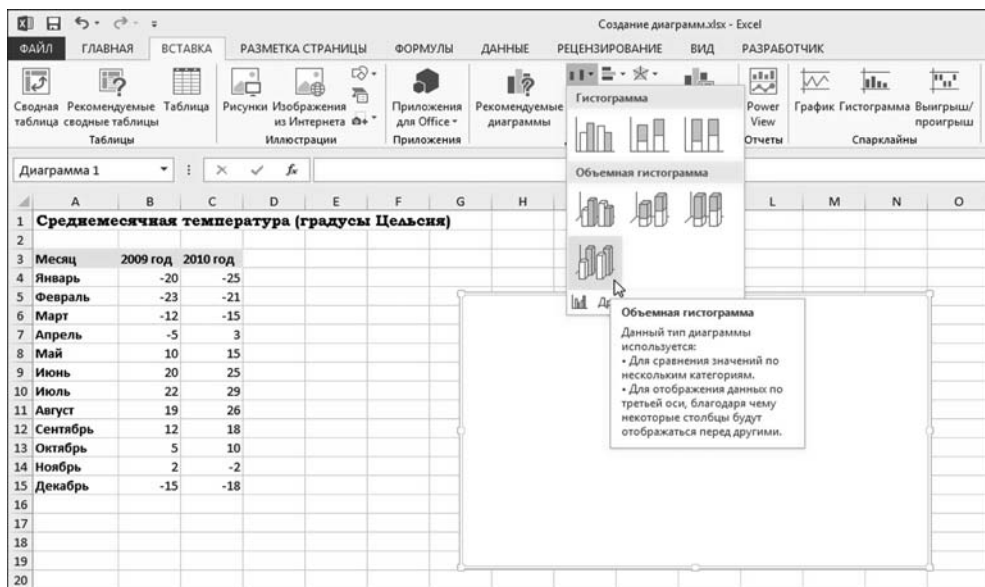 Создание диаграмм.xlsx - Excel
ФАЙЛ ГЛАВНАЯ ВСТАВКА РАЗМЕТКА СТРАНИЦЫ ФОРМУЛЫ ДАННЫЕ РЕЦЕНЗИРОВАНИЕ ВИД РАЗРАБОТЧИК
Сводная таблица
Рекомендуемые сводные таблицы
Таблица
Таблицы
Рисунки
Изображения из Интернета
Иллюстрации
Приложения для Office
Приложения
Рекомендуемые диаграммы
Power View
Отчеты
График
Гистограмма
Выигрыш/проигрыш
Спарклайны
Гистограмма
Объемная гистограмма
Объемная гистограмма
Данный тип диаграммы
используется:
• Для сравнения значений по
нескольким категориям.
• Для отображения данных по
третьей оси, благодаря чему
некоторые столбцы будут
отображаться перед другими.
Диаграмма 1
fx
A B C D E F G H L M N O
1 Среднемесячная температура (градусы Цельсия)
2
3 Месяц 2009 год 2010 год
4 Январь -20 -25
5 Февраль -23 -21
6 Март -12 -15
7 Апрель -5 3
8 Май 10 15
9 Июнь 20 25
10 Июль 22 29
11 Август 19 26
12 Сентябрь 12 18
13 Октябрь 5 10
14 Ноябрь 2 -2
15 Декабрь -15 -18
16
17
18
19
20